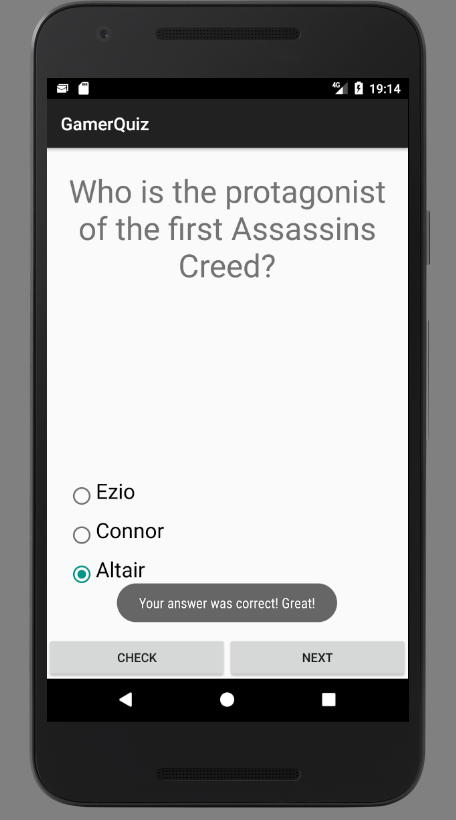 4G 19:14
GamerQuiz
Who is the protagonist
of the first Assassins
Creed?
Ezio
Connor
Altair
Your answer was correct! Great!
CHECK NEXT